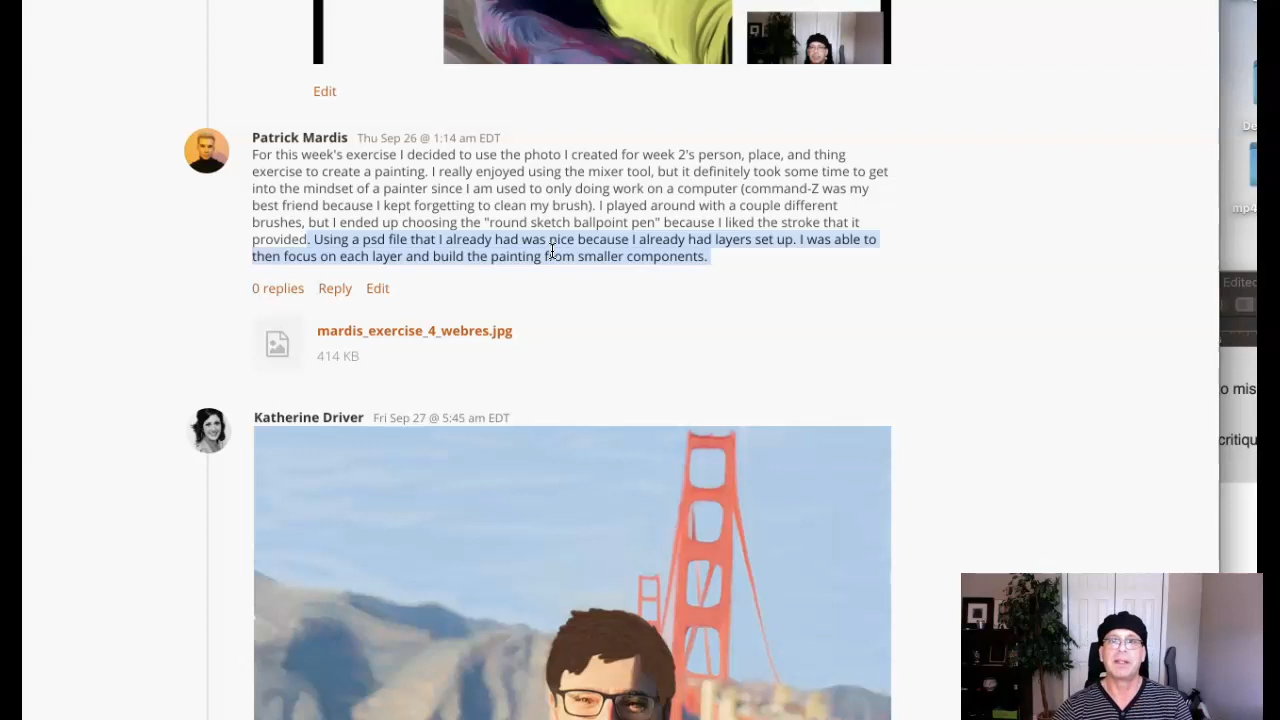 Edit
Patrick Mardis Thu Sep 26 @ 1:14 am EDT
For this week's exercise I decided to use the photo I created for week 2's person, place, and thing
exercise to create a painting. I really enjoyed using the mixer tool, but it definitely took some time to get
into the mindset of a painter since I am used to only doing work on a computer (command-Z was my
best friend because I kept forgetting to clean my brush). I played around with a couple different
brushes, but I ended up choosing the "round sketch ballpoint pen" because I liked the stroke that it
provided. Using a psd file that I already had was nice because I already had layers set up. I was able to
then focus on each layer and build the painting from smaller components.
0 replies Reply Edit
mardis_exercise_4_webres.jpg
414 KB
Katherine Driver Fri Sep 27 @ 5:45 am EDT
De
mp4
Edited
o mis
critiqu